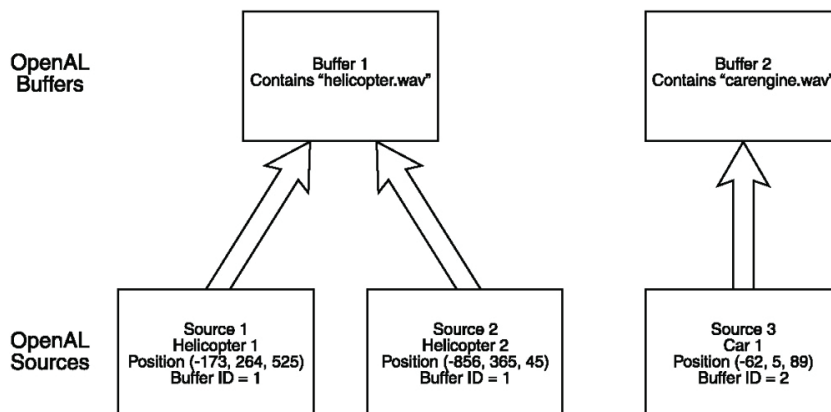 OpenAL
Buffers
Buffer 1
Contains “helicopter.wav”
Buffer 2
Contains “carengine.wav”
OpenAL
Sources
Source 1
Helicopter 1
Position (-173, 264, 525)
Buffer ID = 1
Source 2
Helicopter 2
Position (-856, 365, 45)
Buffer ID = 1
Source 3
Car 1
Position (-62, 5, 89)
Buffer ID = 2